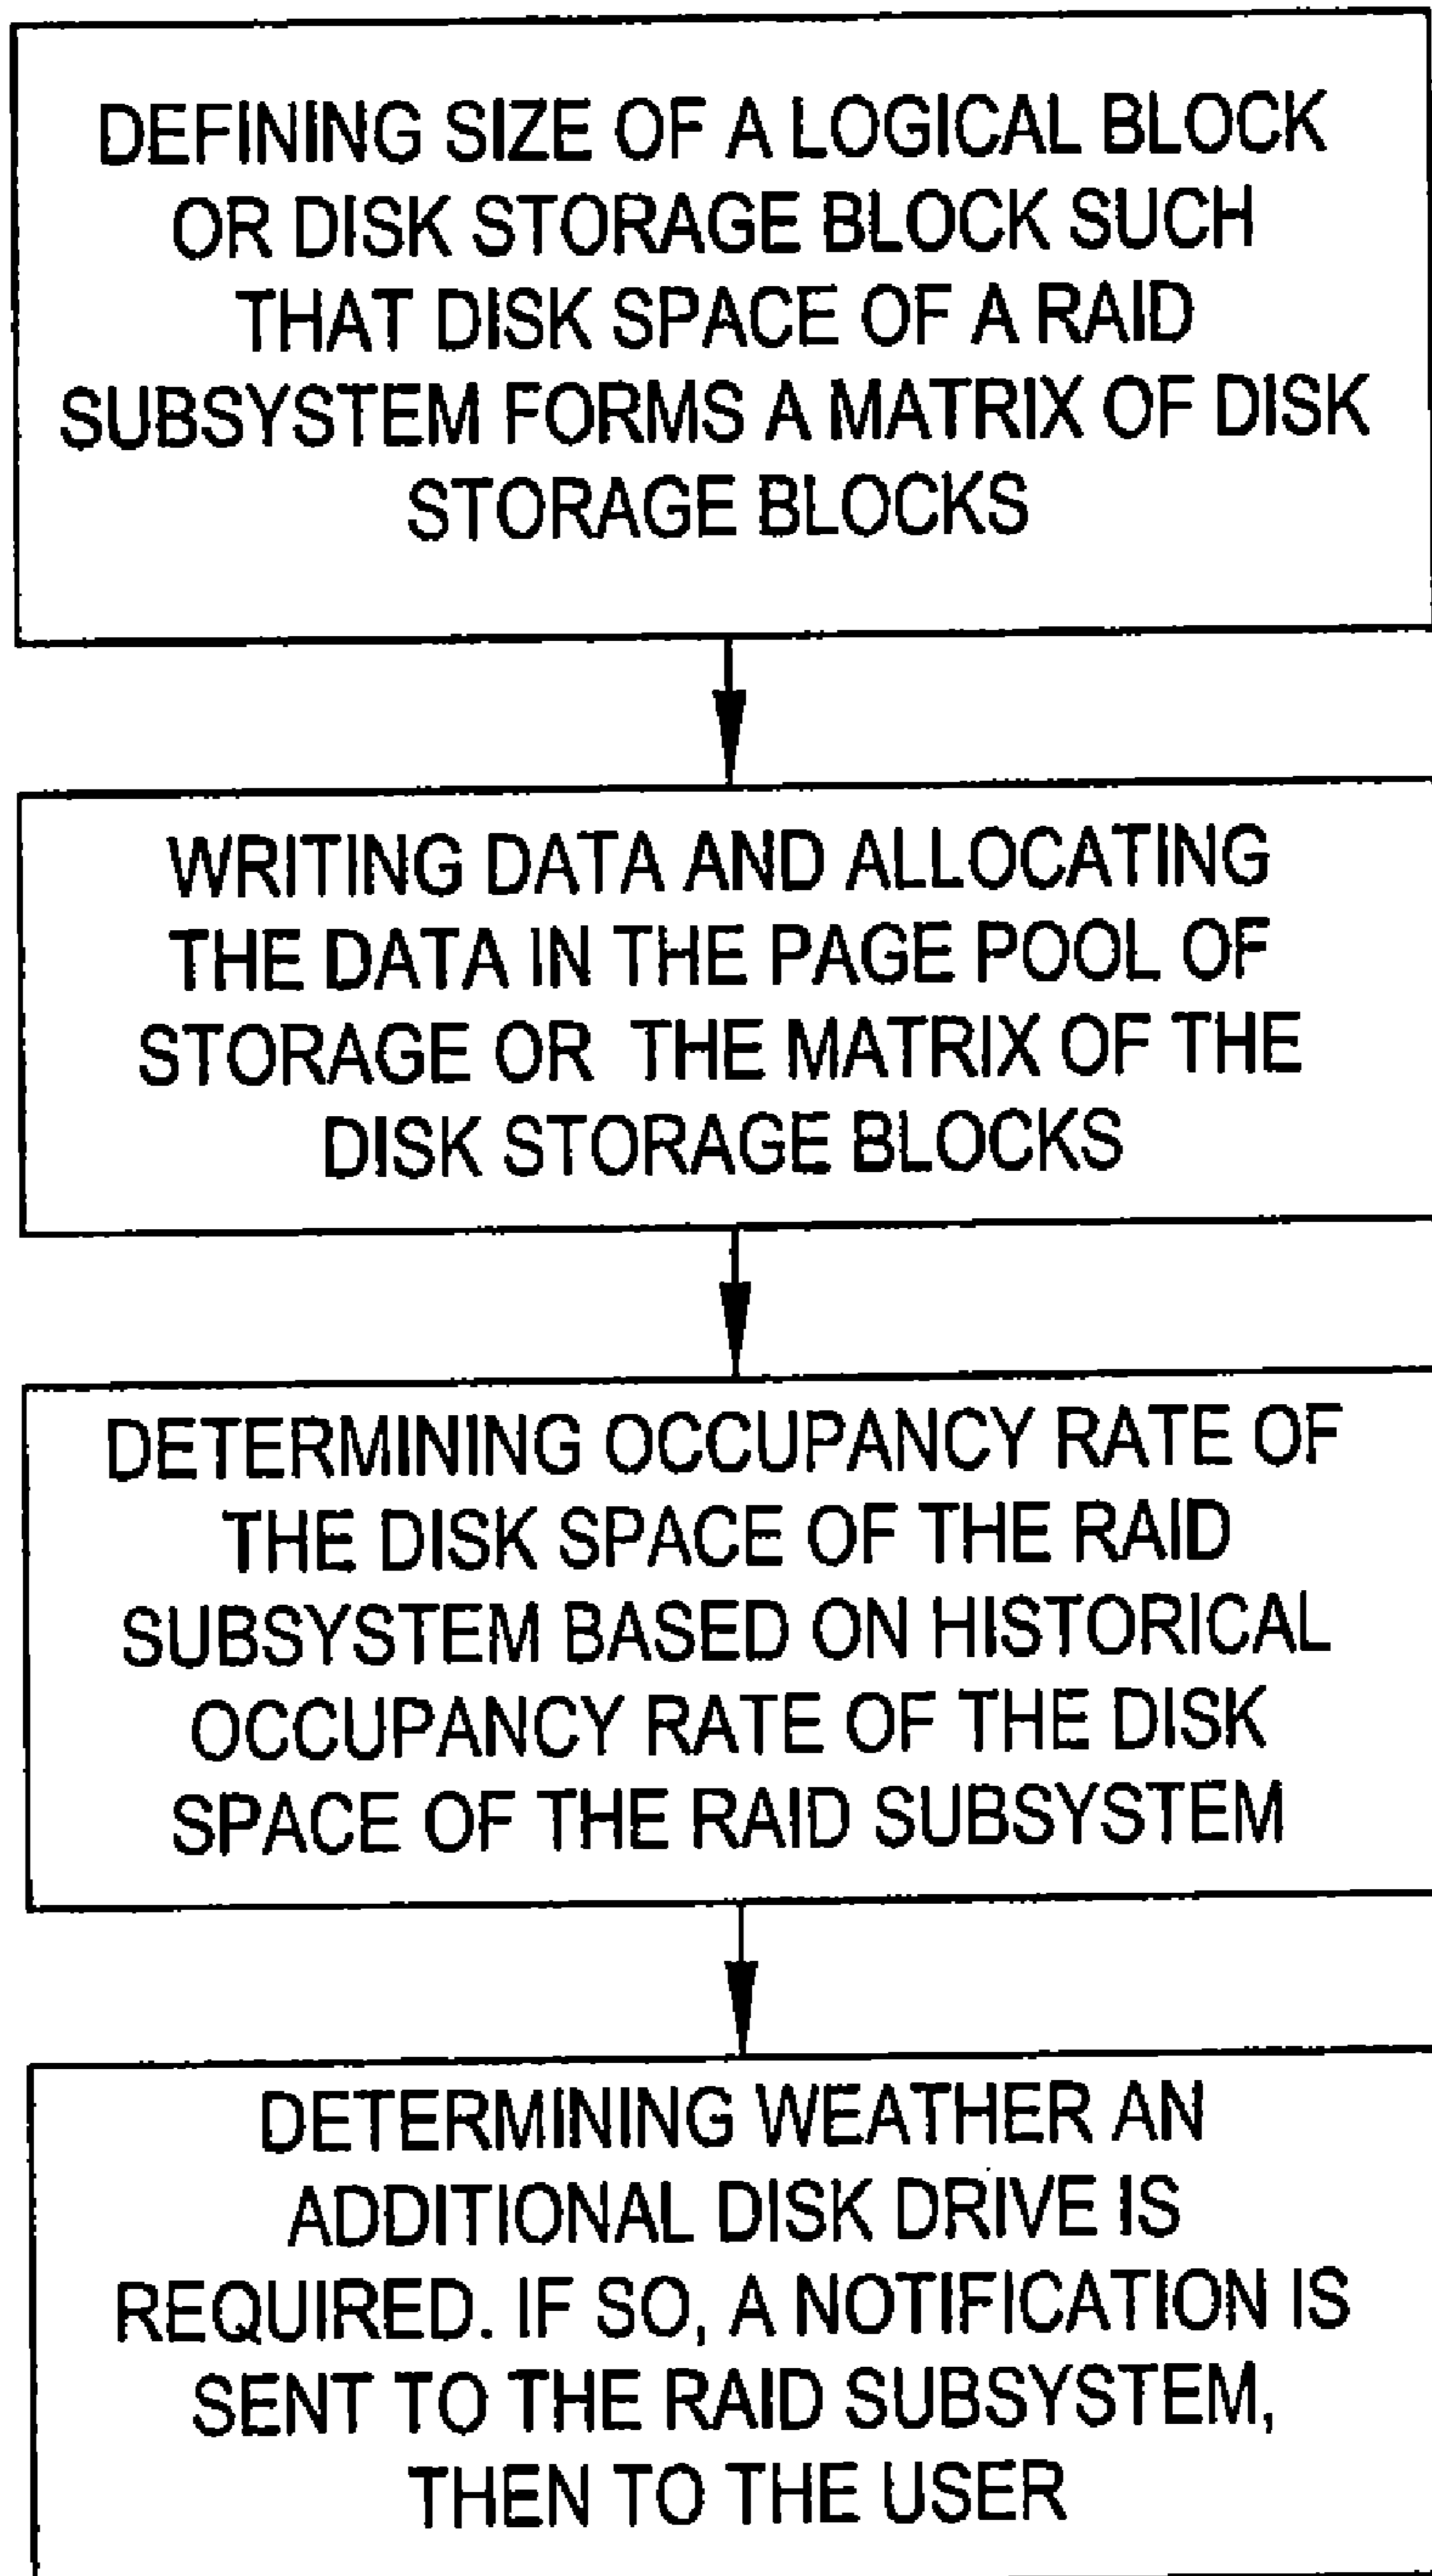 DEFINING SIZE OF A LOGICAL BLOCK
OR DISK STORAGE BLOCK SUCH
THAT DISK SPACE OF A RAID
SUBSYSTEM FORMS A MATRIX OF DISK
STORAGE BLOCKS
WRITING DATA AND ALLOCATING
THE DATA IN THE PAGE POOL OF
STORAGE OR THE MATRIX OF THE
DISK STORAGE BLOCKS
DETERMINING OCCUPANCY RATE OF
THE DISK SPACE OF THE RAID
SUBSYSTEM BASED ON HISTORICAL
OCCUPANCY RATE OF THE DISK
SPACE OF THE RAID SUBSYSTEM
DETERMINING WEATHER AN
ADDITIONAL DISK DRIVE IS
REQUIRED. IF SO, A NOTIFICATION IS
SENT TO THE RAID SUBSYSTEM,
THEN TO THE USER